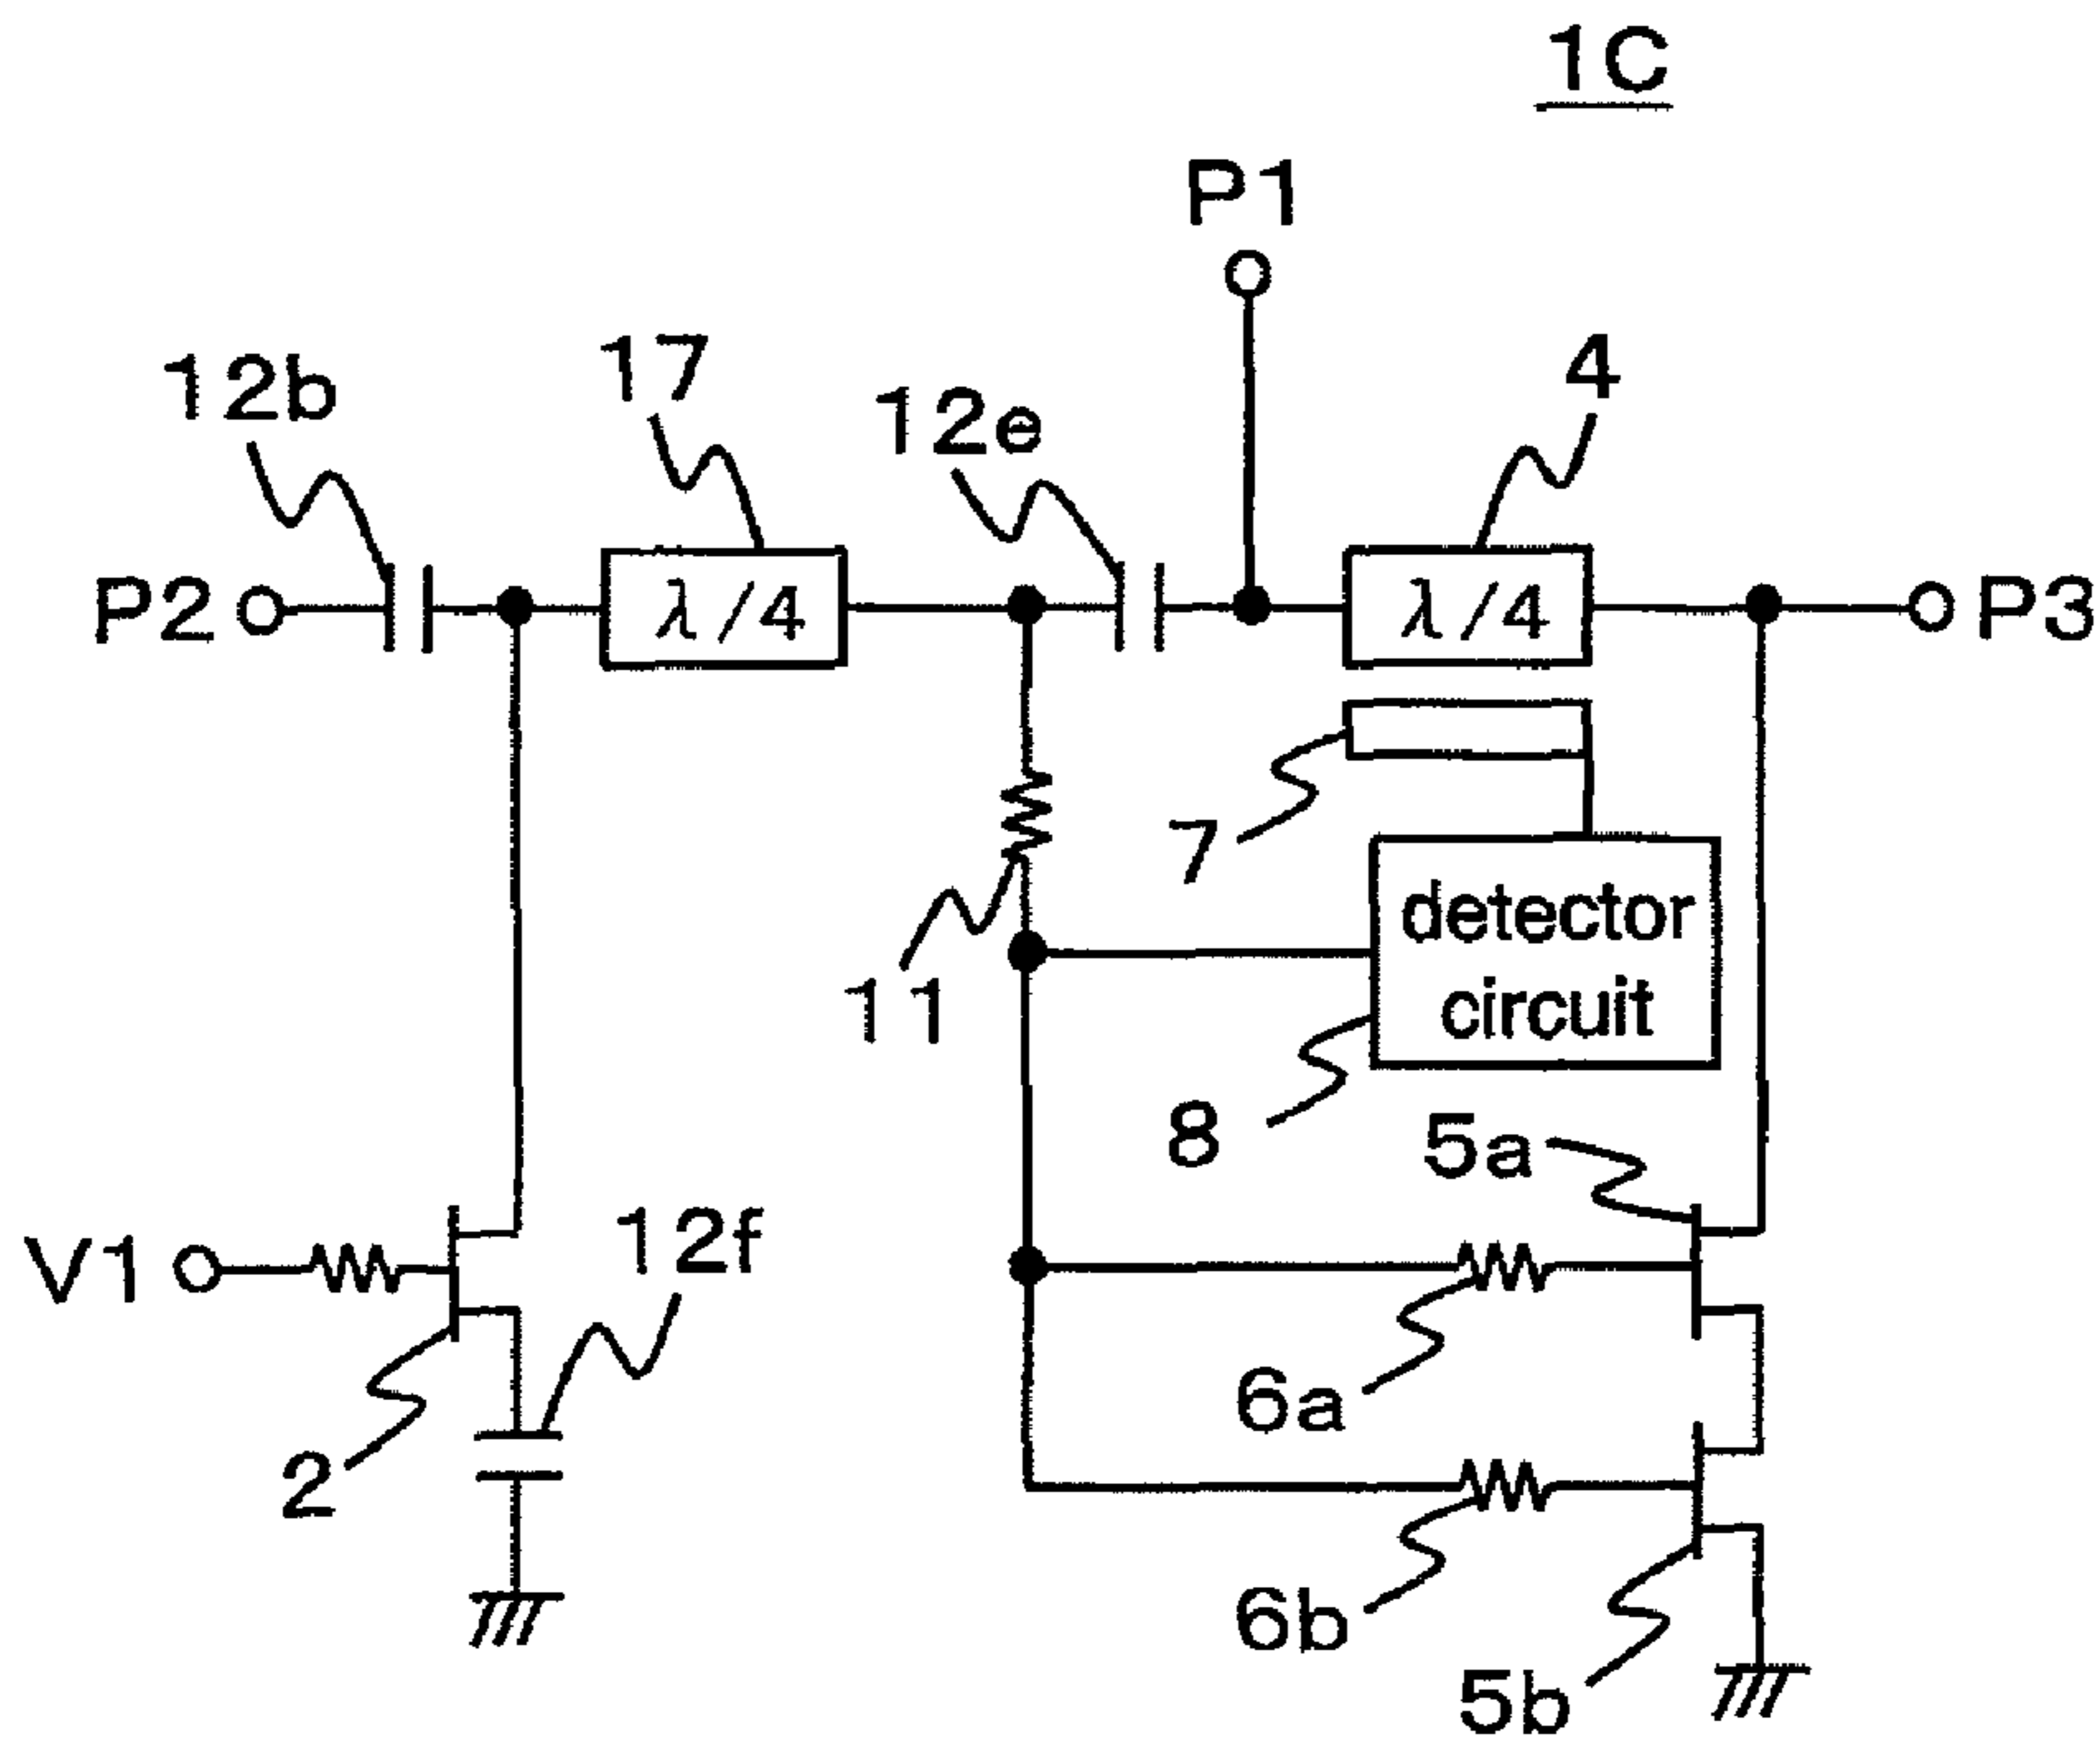 1C
P1
12b
17
12e
4
P2
λ/4
λ/4
P3
7
detector
circuit
11
8
5a
V1
12f
6a
2
6b
5b